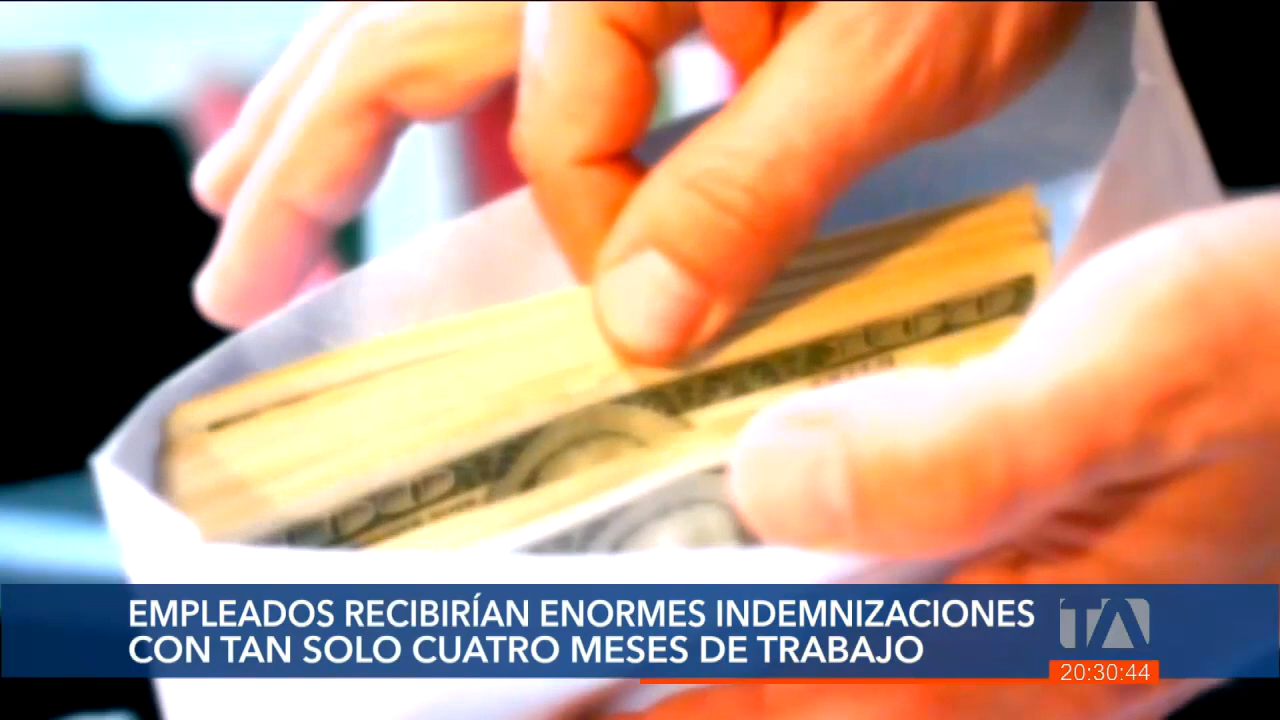 EMPLEADOS RECIBIRÍAN ENORMES INDEMNIZACIONES
CON TAN SOLO CUATRO MESES DE TRABAJO
TA
20:30:44